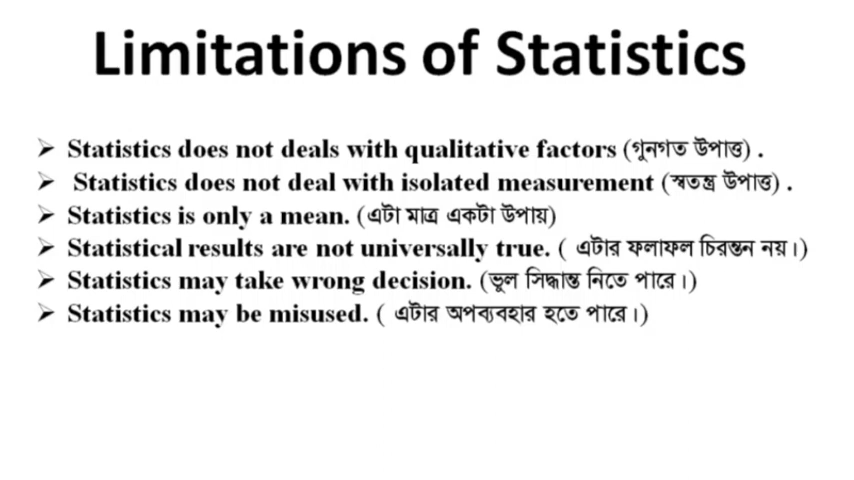 Limitations of Statistics
➢ Statistics does not deals with qualitative factors (গুনগত উপাত্ত) .
➢ Statistics does not deal with isolated measurement (স্বতন্ত্র উপাত্ত) .
➢ Statistics is only a mean. (এটা মাত্র একটা উপায়)
➢ Statistical results are not universally true. ( এটার ফলাফল চিরন্তন নয়।)
➢ Statistics may take wrong decision. (ভুল সিদ্ধান্ত নিতে পারে।)
➢ Statistics may be misused. ( এটার অপব্যবহার হতে পারে।)